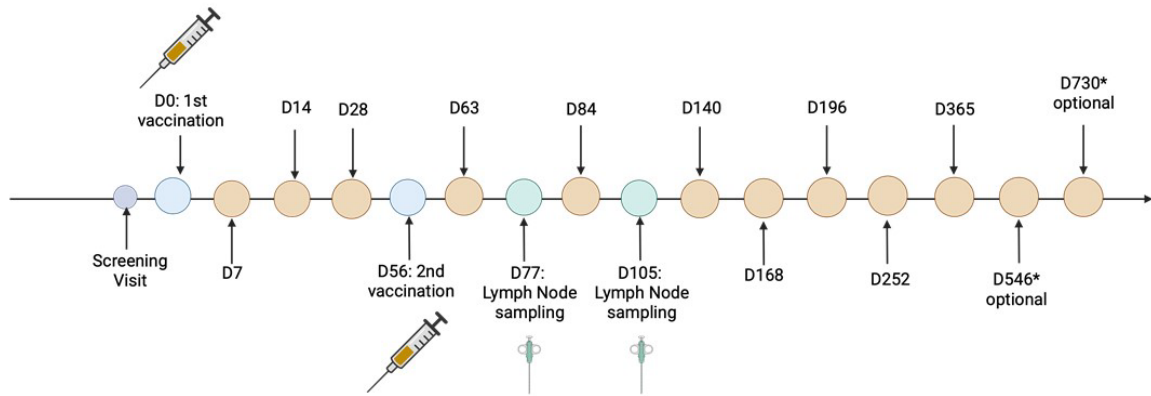 D0: 1st
vaccination
D14
D28
D63
D84
D140
D196
D365
D730*
optional
Screening
Visit
D7
D56: 2nd
vaccination
D77:
Lymph Node
sampling
D105:
Lymph Node
sampling
D168
D252
D546*
optional